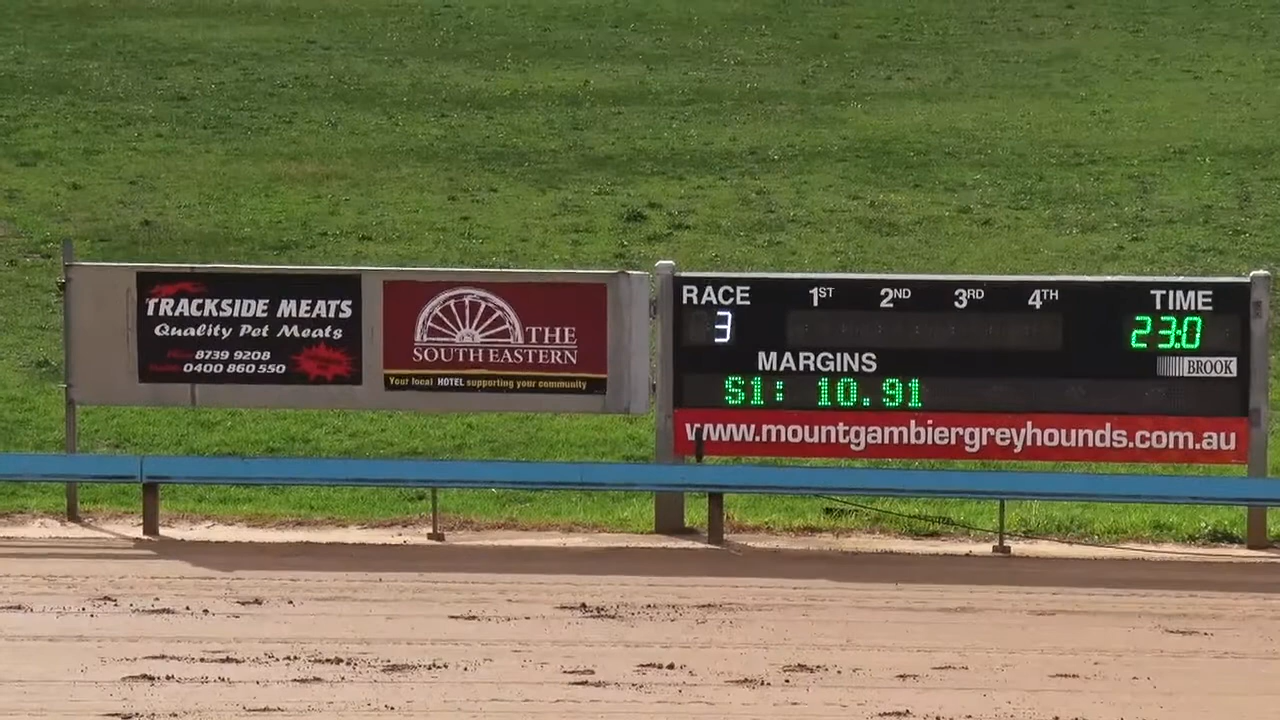 TRACKSIDE MEATS
Quality Pet Meats
8739 9208
0400 860 550
THE
SOUTH EASTERN
Your local HOTEL supporting your community
RACE 1ST 2ND 3RD 4TH TIME
3 23:0
MARGINS BROOK
S1: 10.91
www.mountgambiergreyhounds.com.au